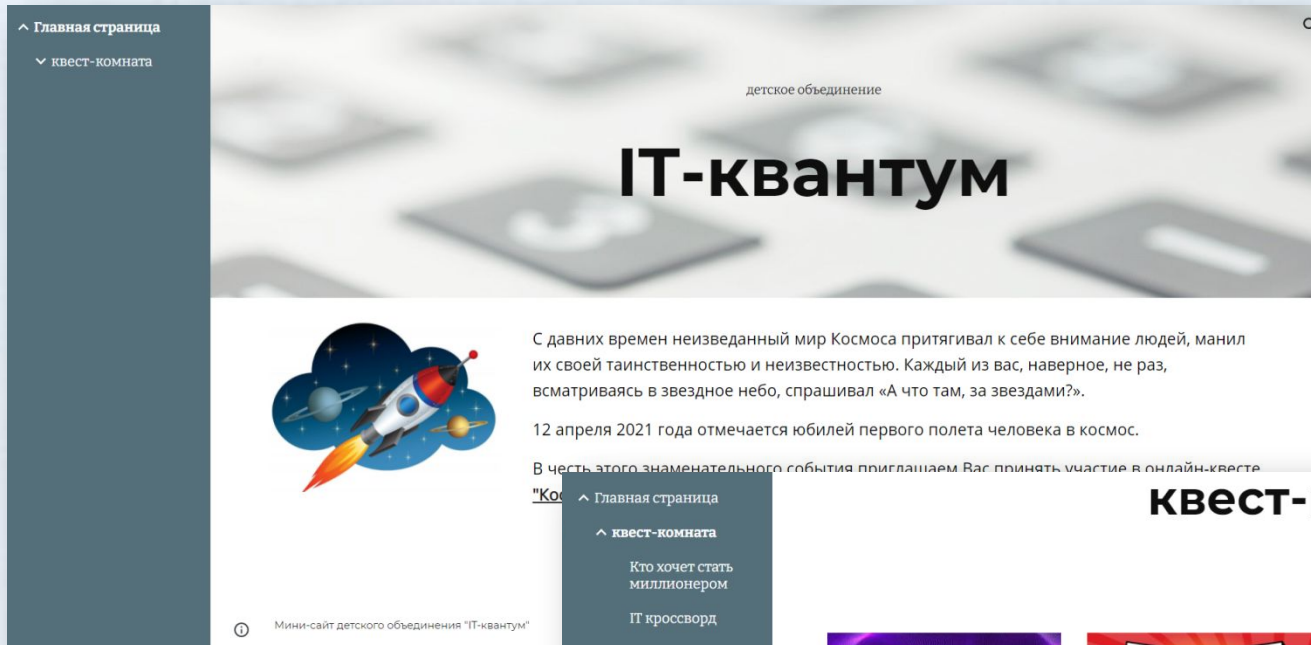 Главная страница
квест-комната
детское объединение
IT-квантум
С давних времен неизведанный мир Космоса притягивал к себе внимание людей, манил
их своей таинственностью и неизвестностью. Каждый из вас, наверное, не раз,
всматриваясь в звездное небо, спрашивал «А что там, за звездами?».
12 апреля 2021 года отмечается юбилей первого полета человека в космос.
В честь этого знаменательного события приглашаем Вас принять участие в онлайн-квесте
"Ко
Мини-сайт детского объединения "IT-квантум"
Главная страница
квест-комната
Кто хочет стать
миллионером
IT кроссворд
квест-